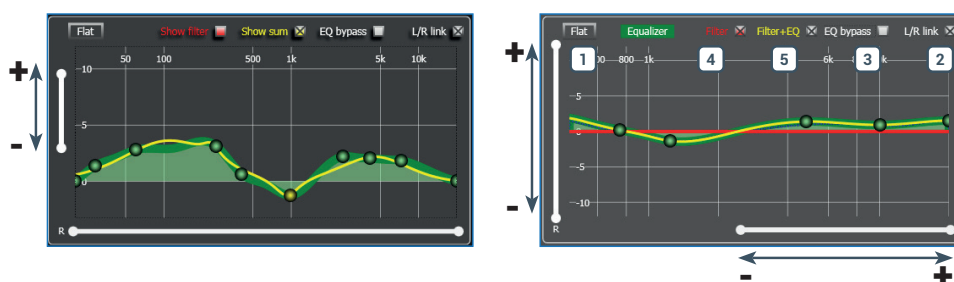 Flat Show filter Show sum EQ bypass L/R link
50 100 500 1k 5k 10k
+
-10
-5
-
0
R
Flat Equalizer Filter Filter+EQ EQ bypass L/R link
+
1 800 1k 4 5 6k 3 2
-5
0
-5
-
-10
R
- +